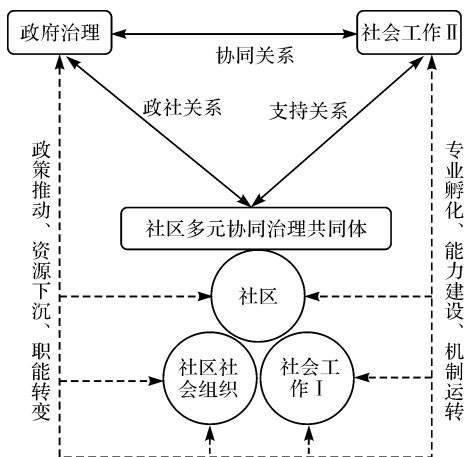 政府治理
社会工作Ⅱ
协同关系
政社关系
支持关系
政策推动、资源下沉、职能转变
专业孵化、能力建设、机制运转
社区多元协同治理共同体
社区
社区社
会组织
社会工
作Ⅰ